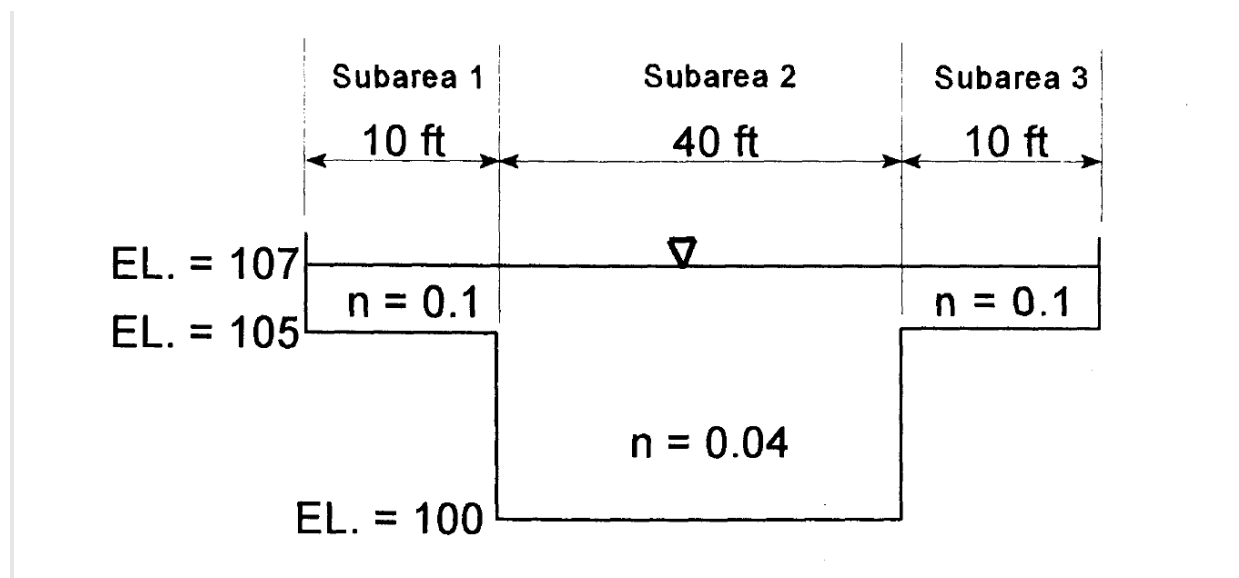 Subarea 1 Subarea 2 Subarea 3
10 ft 40 ft 10 ft
EL. = 107
n = 0.1 n = 0.1
EL. = 105
n = 0.04
EL. = 100